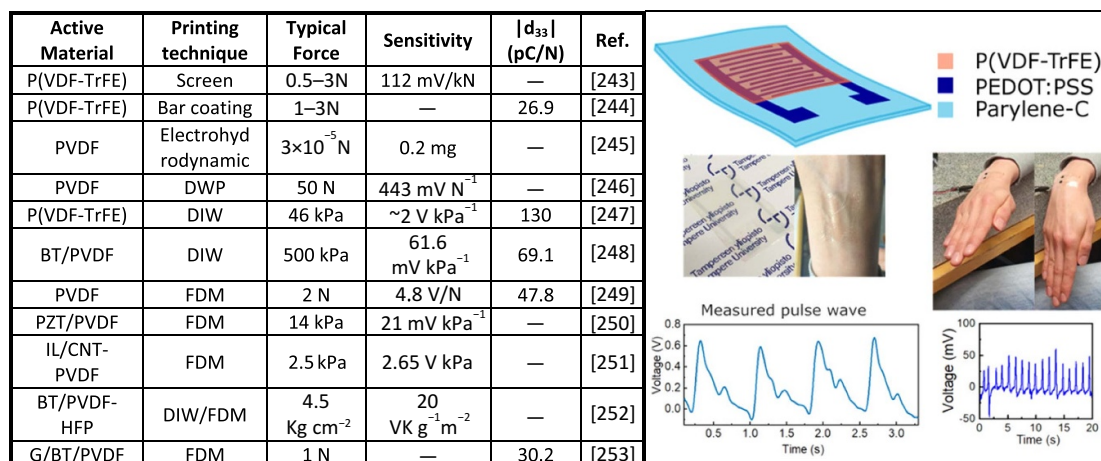 Active Material Printing technique Typical Force Sensitivity |d₃₃| (pC/N) Ref.
P(VDF-TrFE) Screen 0.5–3N 112 mV/kN — [243]
P(VDF-TrFE) Bar coating 1–3N — 26.9 [244]
PVDF Electrohyd rodynamic 3×10⁻⁵N 0.2 mg — [245]
PVDF DWP 50 N 443 mV N⁻¹ — [246]
P(VDF-TrFE) DIW 46 kPa ~2 V kPa⁻¹ 130 [247]
BT/PVDF DIW 500 kPa 61.6 mV kPa⁻¹ 69.1 [248]
PVDF FDM 2 N 4.8 V/N 47.8 [249]
PZT/PVDF FDM 14 kPa 21 mV kPa⁻¹ — [250]
IL/CNT-PVDF FDM 2.5 kPa 2.65 V kPa — [251]
BT/PVDF-HFP DIW/FDM 4.5 Kg cm⁻² 20 VK g⁻¹m⁻² — [252]
G/BT/PVDF FDM 1 N — 30.2 [253]
P(VDF-TrFE)
PEDOT:PSS
Parylene-C
Tampereen yliopisto
Tampere University
Measured pulse wave
Voltage (V)
0.8
0.6
0.4
0.2
0.0
0.5 1.0 1.5 2.0 2.5 3.0
Time (s)
Voltage (mV)
100
50
0
-50
0 5 10 15 20
Time (s)